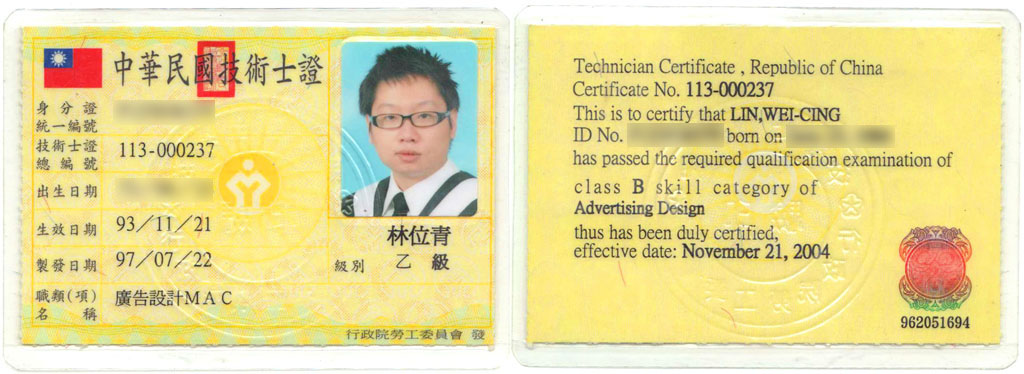 中華民國技術士證
身分證
統一編號
技術士證
總編號 113-000237
出生日期
生效日期 93/11/21
製發日期 97/07/22
職類(項)
名稱 廣告設計MAC
林位青
級別 乙級
行政院勞工委員會 發
Technician Certificate , Republic of China
Certificate No. 113-000237
This is to certify that LIN,WEI-CING
ID No. born on
has passed the required qualification examination of
class B skill category of
Advertising Design
thus has been duly certified,
effective date: November 21, 2004
962051694